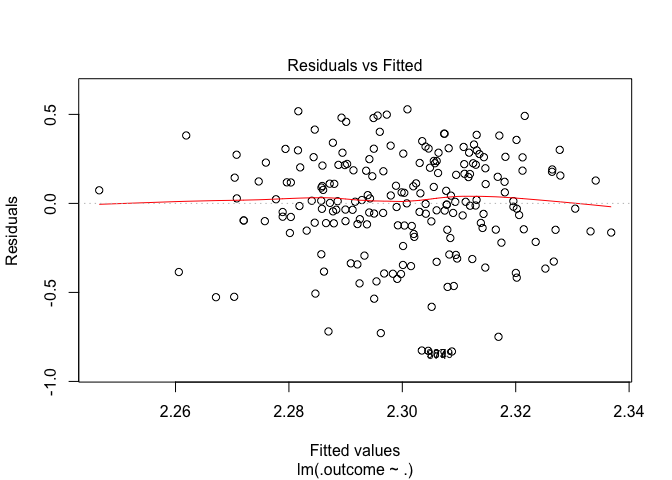 Residuals vs Fitted
0.5
0.0
-0.5
-1.0
Residuals
2.26 2.28 2.30 2.32 2.34
Fitted values
lm(.outcome ~ .)